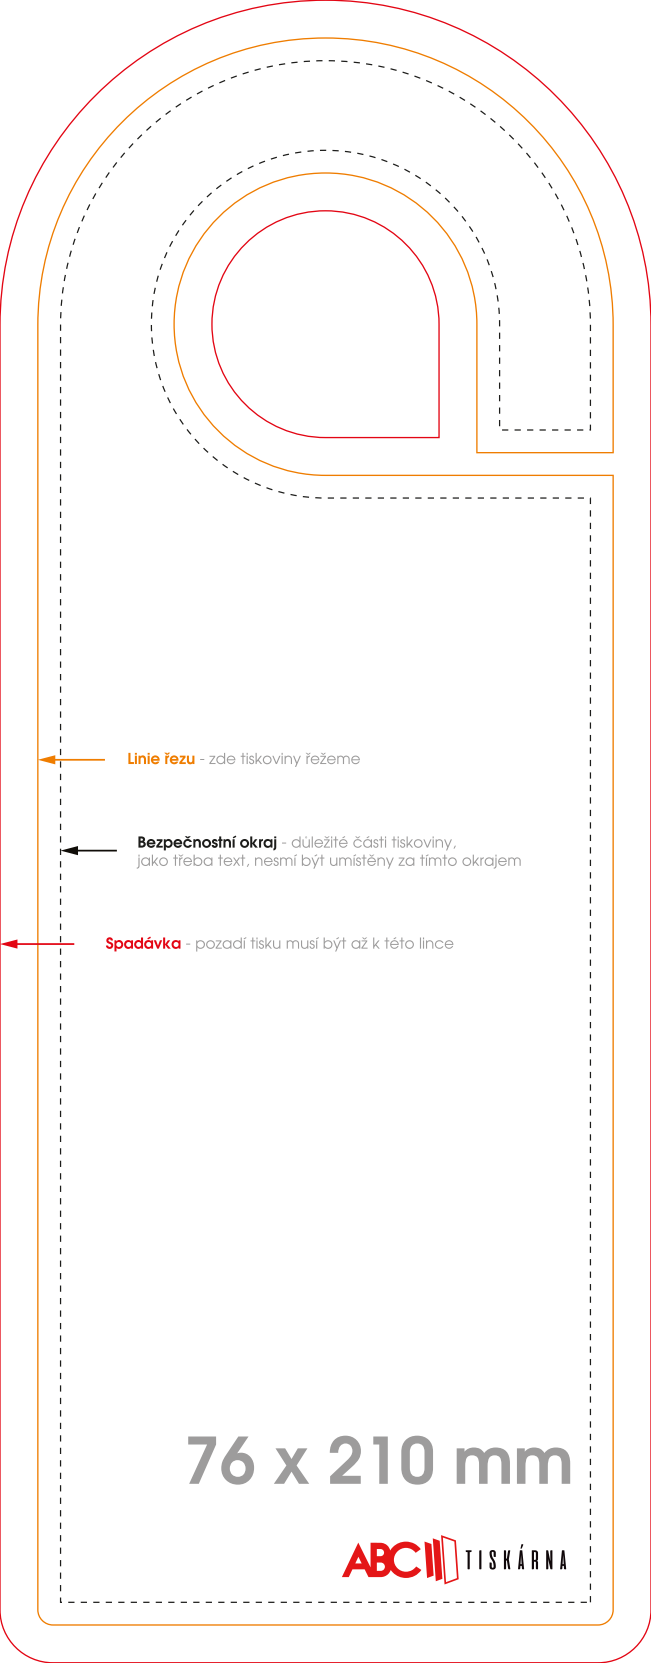 Linie řezu - zde tiskoviny řežeme
Bezpečnostní okraj - důležité části tiskoviny,
jako třeba text, nesmí být umístěny za tímto okrajem
Spadávka - pozadí tisku musí být až k této lince
76 x 210 mm
ABC TISKÁRNA